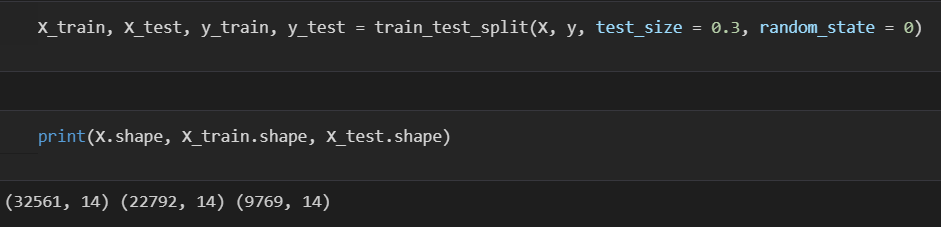 X_train, X_test, y_train, y_test = train_test_split(X, y, test_size = 0.3, random_state = 0)
print(X.shape, X_train.shape, X_test.shape)
(32561, 14) (22792, 14) (9769, 14)